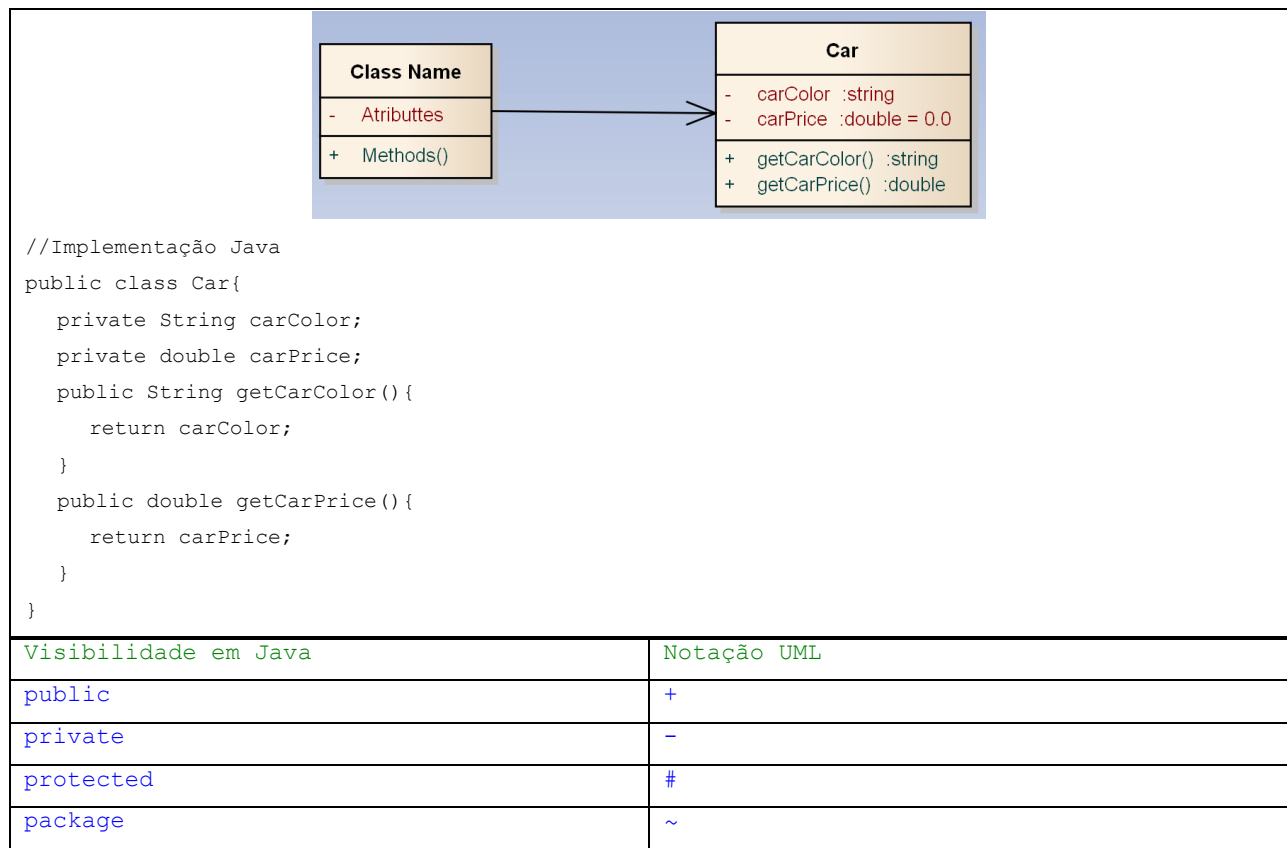 Class Name
- Atributtes
+ Methods()
Car
- carColor :string
- carPrice :double = 0.0
+ getCarColor() :string
+ getCarPrice() :double
//Implementação Java
public class Car{
private String carColor;
private double carPrice;
public String getCarColor(){
return carColor;
}
public double getCarPrice(){
return carPrice;
}
}
Visibilidade em Java Notação UML
public +
private -
protected #
package ~